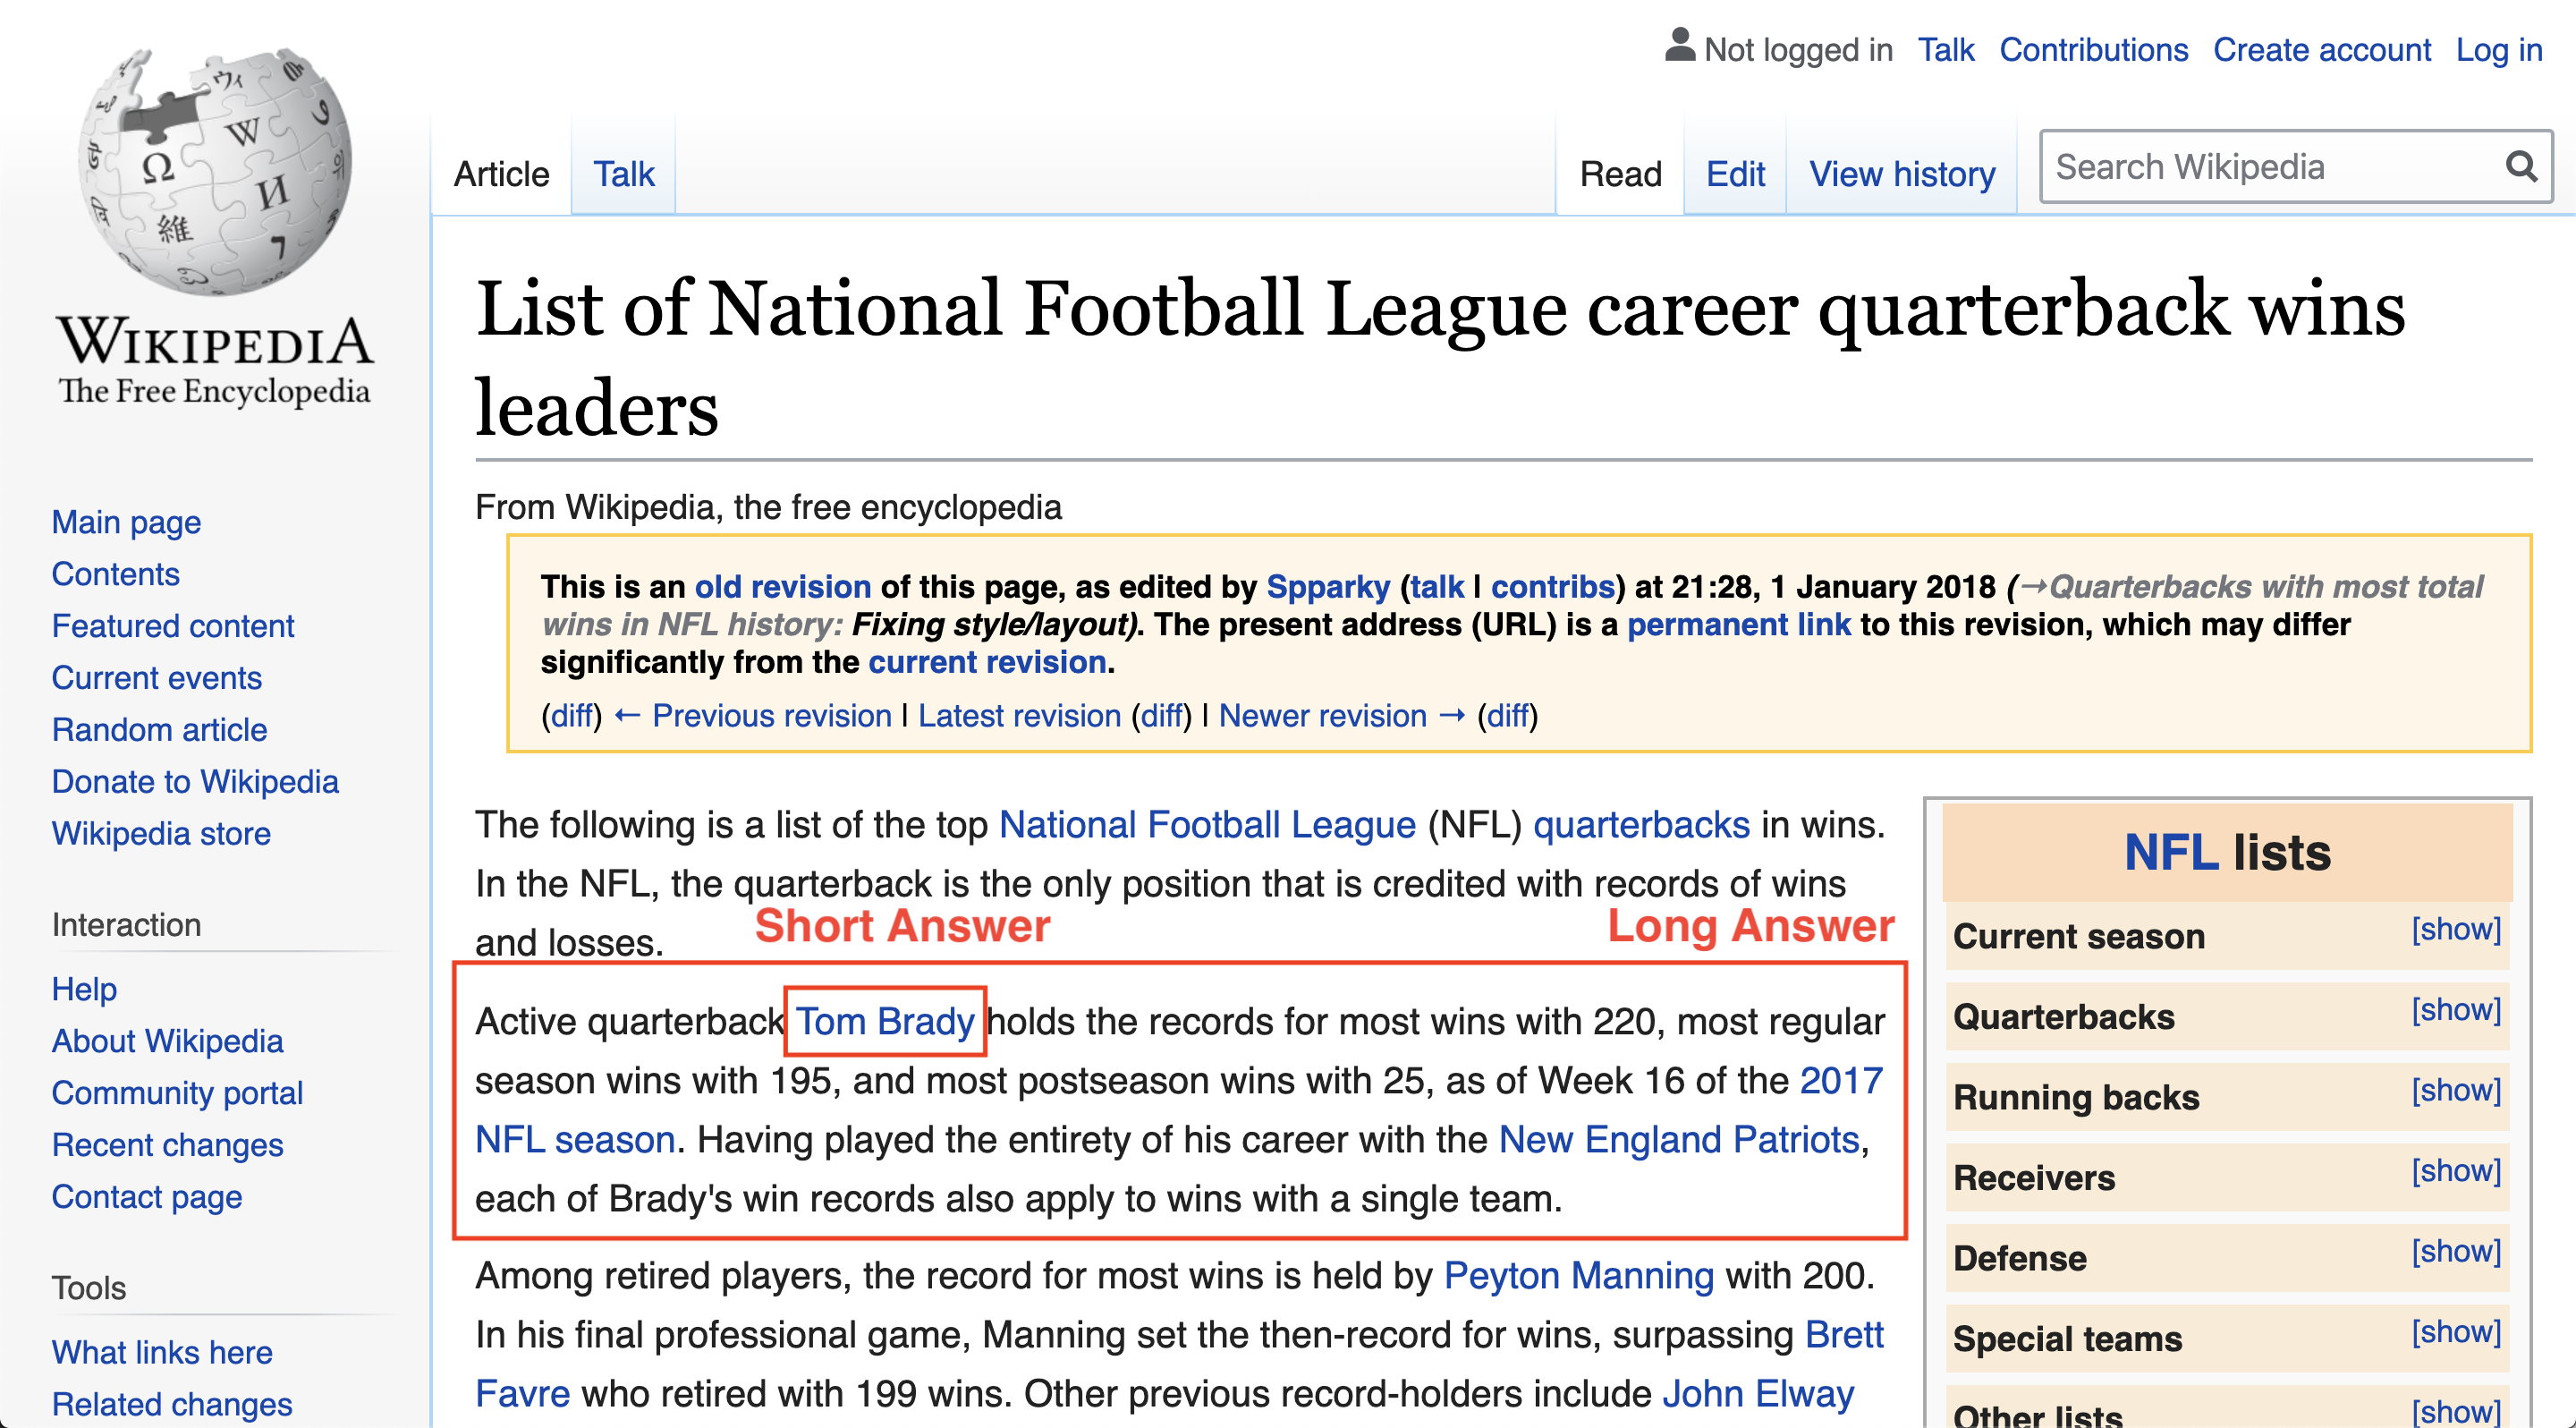 Not logged in Talk Contributions Create account Log in
Article Talk Read Edit View history Search Wikipedia
WIKIPEDIA
The Free Encyclopedia
Main page
Contents
Featured content
Current events
Random article
Donate to Wikipedia
Wikipedia store
Interaction
Help
About Wikipedia
Community portal
Recent changes
Contact page
Tools
What links here
Related changes
List of National Football League career quarterback wins
leaders
From Wikipedia, the free encyclopedia
This is an old revision of this page, as edited by Spparky (talk | contribs) at 21:28, 1 January 2018 (→Quarterbacks with most total
wins in NFL history: Fixing style/layout). The present address (URL) is a permanent link to this revision, which may differ
significantly from the current revision.
(diff) ← Previous revision | Latest revision (diff) | Newer revision → (diff)
The following is a list of the top National Football League (NFL) quarterbacks in wins.
In the NFL, the quarterback is the only position that is credited with records of wins
and losses.
Short Answer Long Answer
Active quarterback Tom Brady holds the records for most wins with 220, most regular
season wins with 195, and most postseason wins with 25, as of Week 16 of the 2017
NFL season. Having played the entirety of his career with the New England Patriots,
each of Brady's win records also apply to wins with a single team.
Among retired players, the record for most wins is held by Peyton Manning with 200.
In his final professional game, Manning set the then-record for wins, surpassing Brett
Favre who retired with 199 wins. Other previous record-holders include John Elway
NFL lists
Current season [show]
Quarterbacks [show]
Running backs [show]
Receivers [show]
Defense [show]
Special teams [show]
Other lists [show]